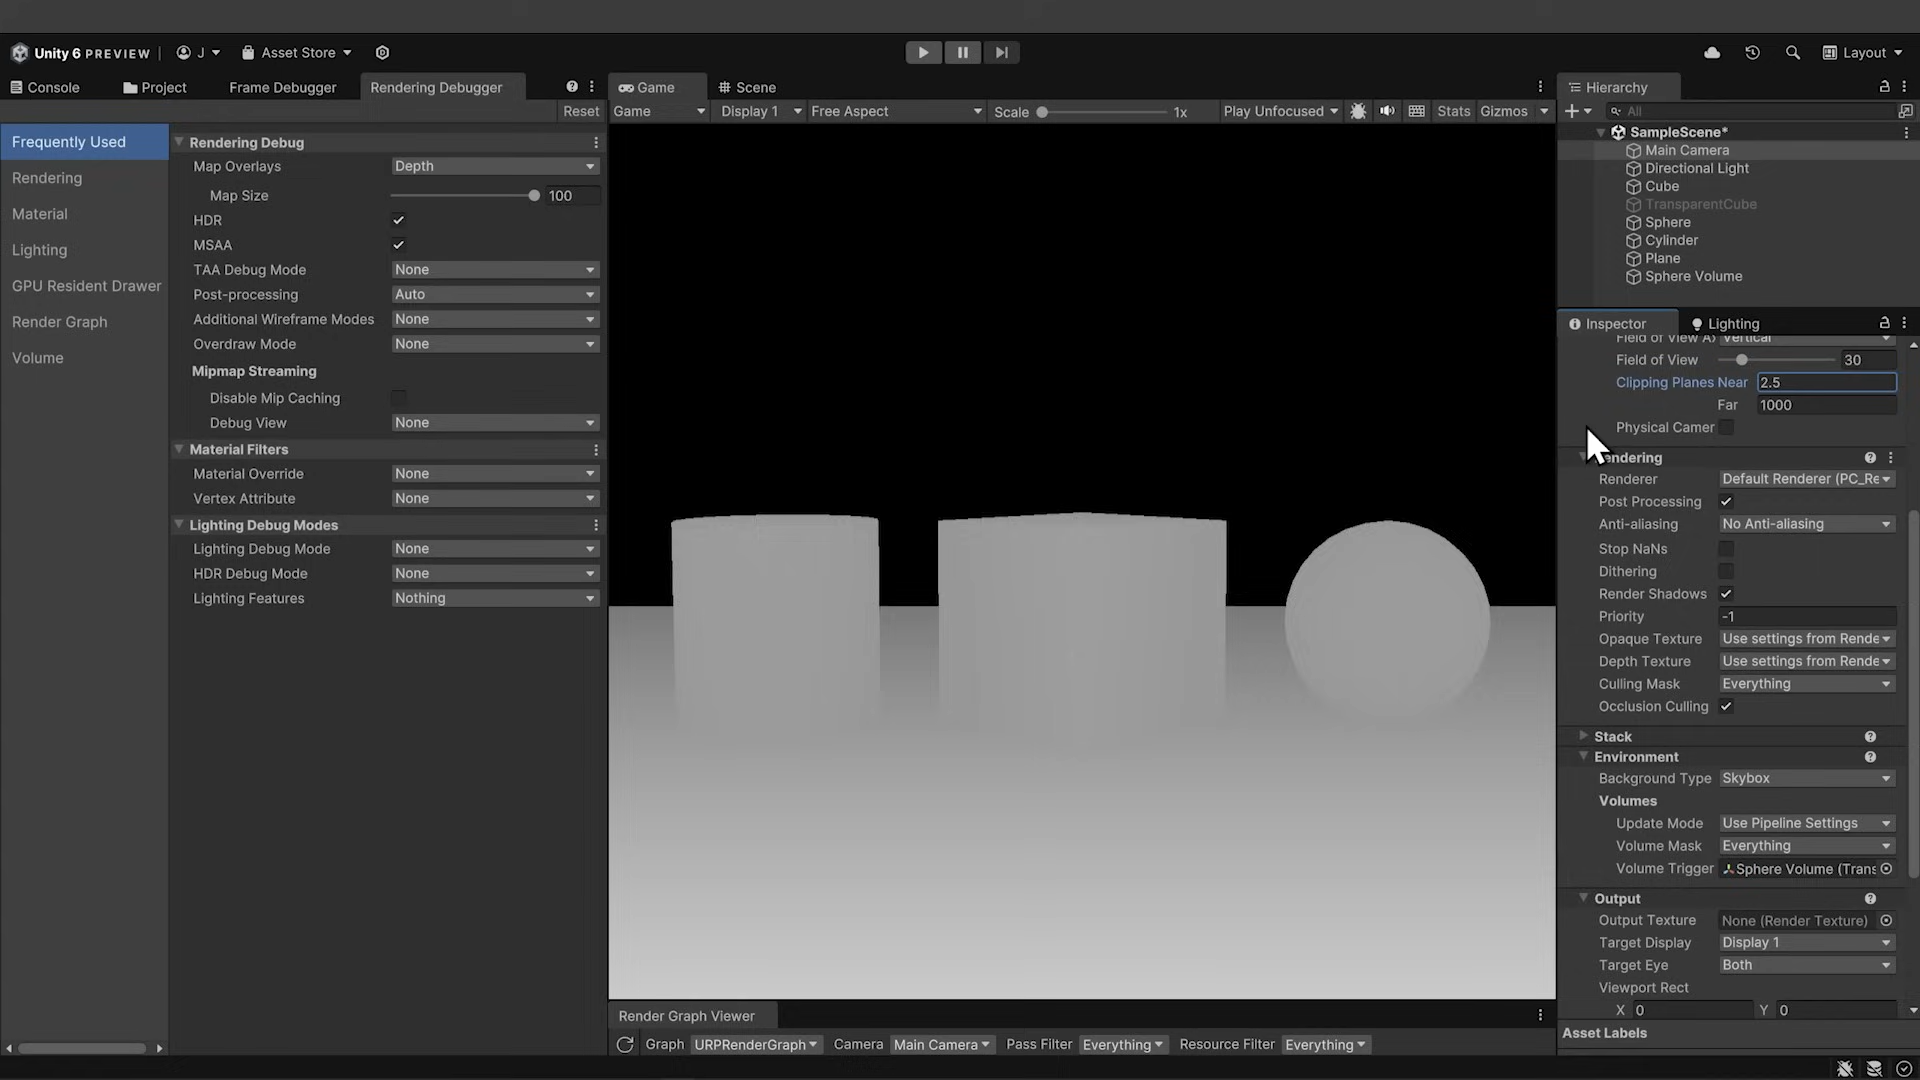 Unity 6 PREVIEW
J
Asset Store
Layout
Console
Project
Frame Debugger
Rendering Debugger
Reset
Frequently Used
Rendering
Material
Lighting
GPU Resident Drawer
Render Graph
Volume
Rendering Debug
Map Overlays Depth
Map Size 100
HDR
MSAA
TAA Debug Mode None
Post-processing Auto
Additional Wireframe Modes None
Overdraw Mode None
Mipmap Streaming
Disable Mip Caching
Debug View None
Material Filters
Material Override None
Vertex Attribute None
Lighting Debug Modes
Lighting Debug Mode None
HDR Debug Mode None
Lighting Features Nothing
Game
Scene
Game Display 1 Free Aspect Scale 1x Play Unfocused Stats Gizmos
Render Graph Viewer
Graph URPRenderGraph Camera Main Camera Pass Filter Everything Resource Filter Everything
Hierarchy
All
SampleScene*
Main Camera
Directional Light
Cube
TransparentCube
Sphere
Cylinder
Plane
Sphere Volume
Inspector
Lighting
Field of View Ax Vertical
Field of View 30
Clipping Planes Near 2.5
Far 1000
Physical Camer
endering
Renderer Default Renderer (PC_Re
Post Processing
Anti-aliasing No Anti-aliasing
Stop NaNs
Dithering
Render Shadows
Priority -1
Opaque Texture Use settings from Rende
Depth Texture Use settings from Rende
Culling Mask Everything
Occlusion Culling
Stack
Environment
Background Type Skybox
Volumes
Update Mode Use Pipeline Settings
Volume Mask Everything
Volume Trigger Sphere Volume (Trans
Output
Output Texture None (Render Texture)
Target Display Display 1
Target Eye Both
Viewport Rect
X 0 Y 0
Asset Labels